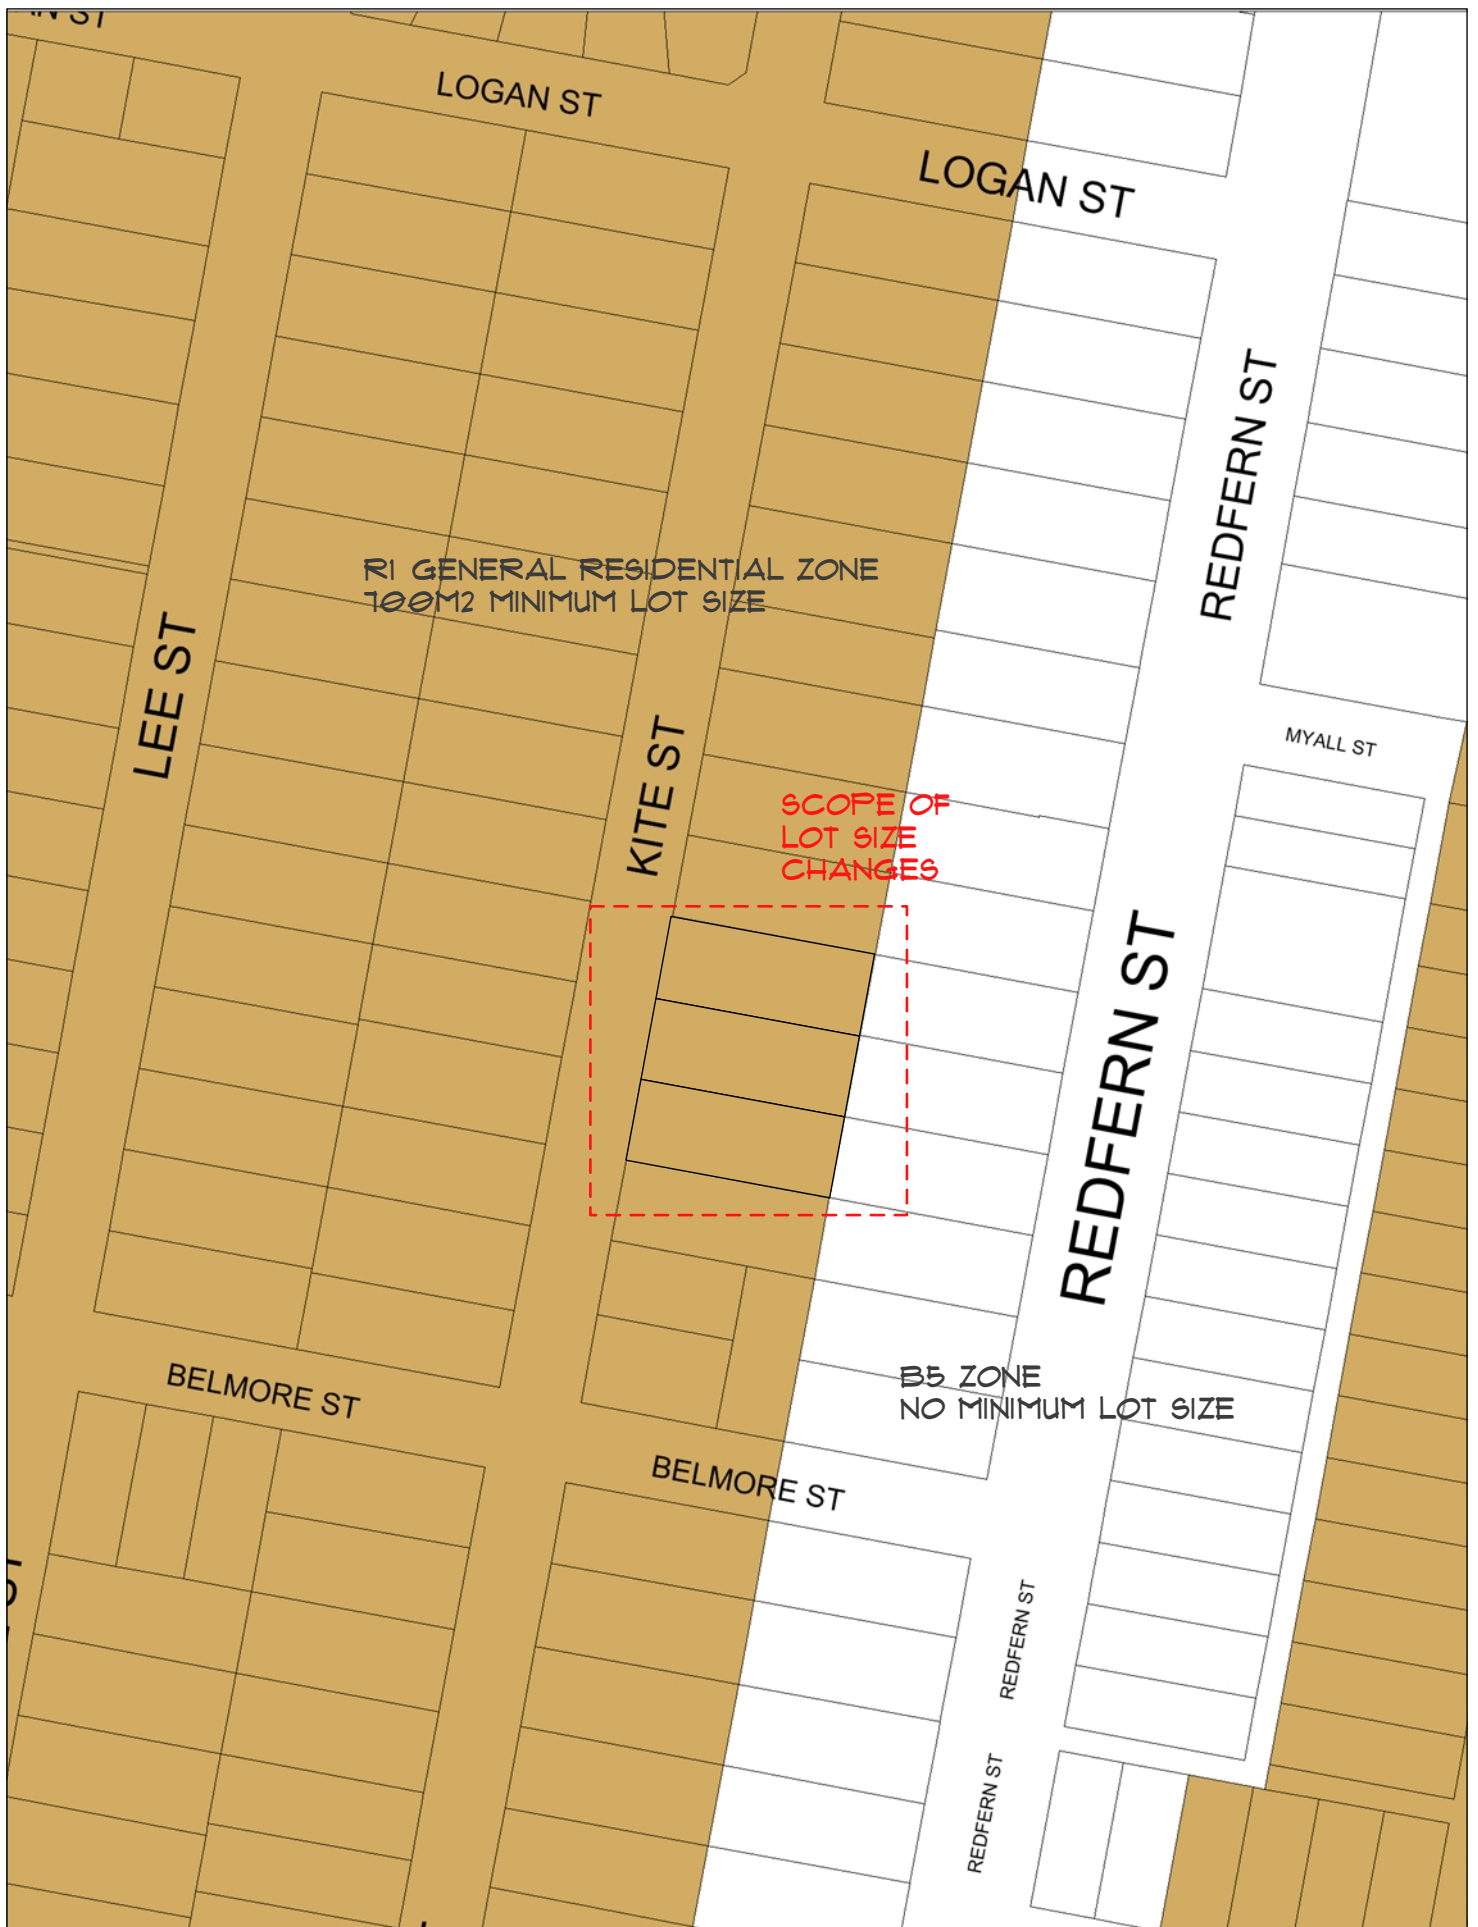 LOGAN ST
LOGAN ST
REDFERN ST
R1 GENERAL RESIDENTIAL ZONE
700M2 MINIMUM LOT SIZE
LEE ST
KITE ST
MYALL ST
SCOPE OF
LOT SIZE
CHANGES
REDFERN ST
BELMORE ST
B5 ZONE
NO MINIMUM LOT SIZE
BELMORE ST
REDFERN ST
REDFERN ST